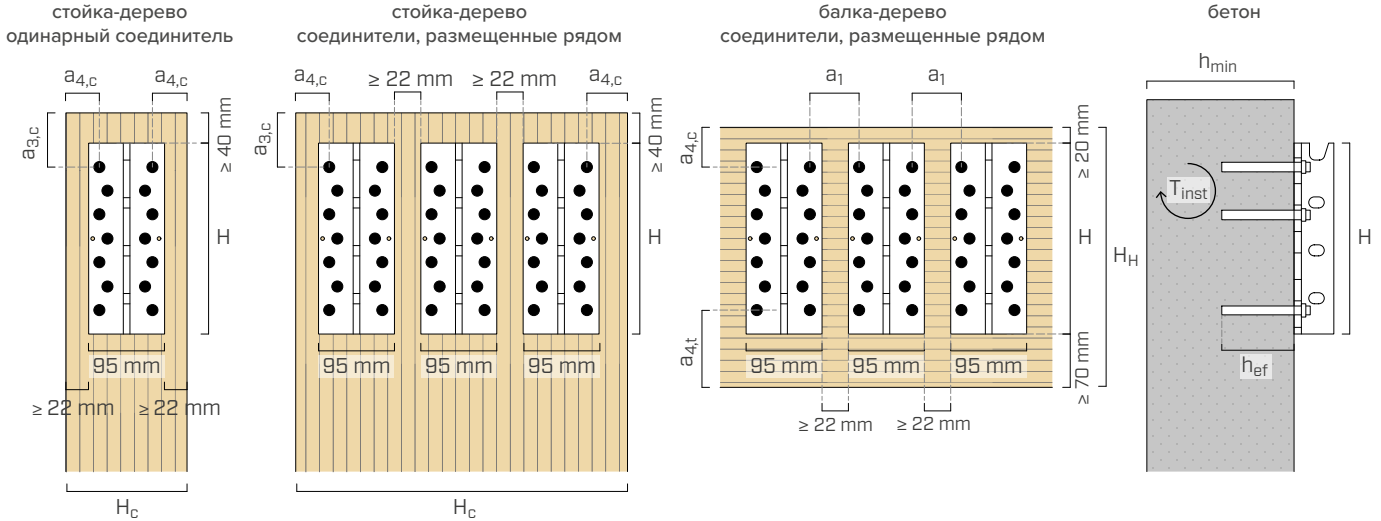 стойка-дерево
одинарный соединитель
a4,c
a4,c
a3,c
≥ 40 mm
H
95 mm
≥ 22 mm
≥ 22 mm
Hc
стойка-дерево
соединители, размещенные рядом
a4,c
≥ 22 mm
≥ 22 mm
a4,c
a3,c
≥ 40 mm
H
95 mm
95 mm
95 mm
Hc
балка-дерево
соединители, размещенные рядом
a1
a1
a4,c
≥ 20 mm
H
HH
a4,t
95 mm
95 mm
95 mm
≥ 70 mm
≥ 22 mm
≥ 22 mm
бетон
hmin
Tinst
H
hef